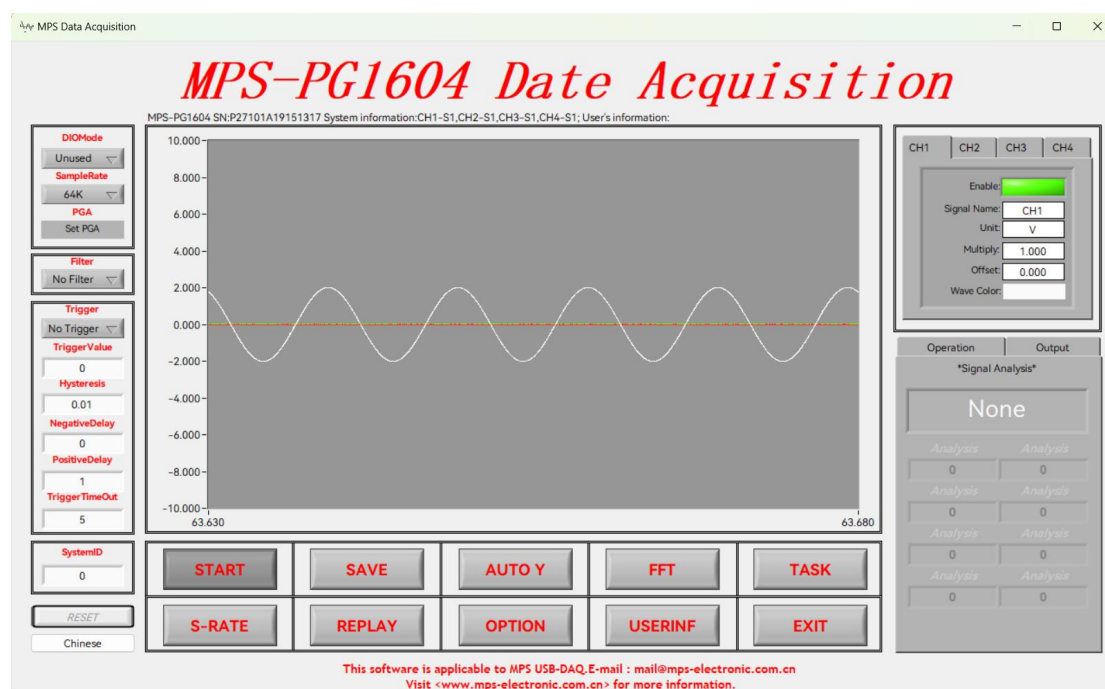 MPS Data Acquisition
MPS-PG1604 Date Acquisition
MPS-PG1604 SN:P27101A19151317 System information:CH1-S1,CH2-S1,CH3-S1,CH4-S1; User's information:
DIOMode
Unused
SampleRate
64K
PGA
Set PGA
Filter
No Filter
Trigger
No Trigger
TriggerValue
0
Hysteresis
0.01
NegativeDelay
0
PositiveDelay
1
TriggerTimeOut
5
SystemID
0
RESET
Chinese
10.000
8.000
6.000
4.000
2.000
0.000
-2.000
-4.000
-6.000
-8.000
-10.000
63.630 63.680
START SAVE AUTO Y FFT TASK
S-RATE REPLAY OPTION USERINF EXIT
CH1 CH2 CH3 CH4
Enable:
Signal Name: CH1
Unit: V
Multiply: 1.000
Offset: 0.000
Wave Color:
Operation Output
*Signal Analysis*
None
Analysis Analysis
0 0
Analysis Analysis
0 0
Analysis Analysis
0 0
Analysis Analysis
0 0
This software is applicable to MPS USB-DAQ.E-mail : mail@mps-electronic.com.cn
Visit <www.mps-electronic.com.cn> for more information.